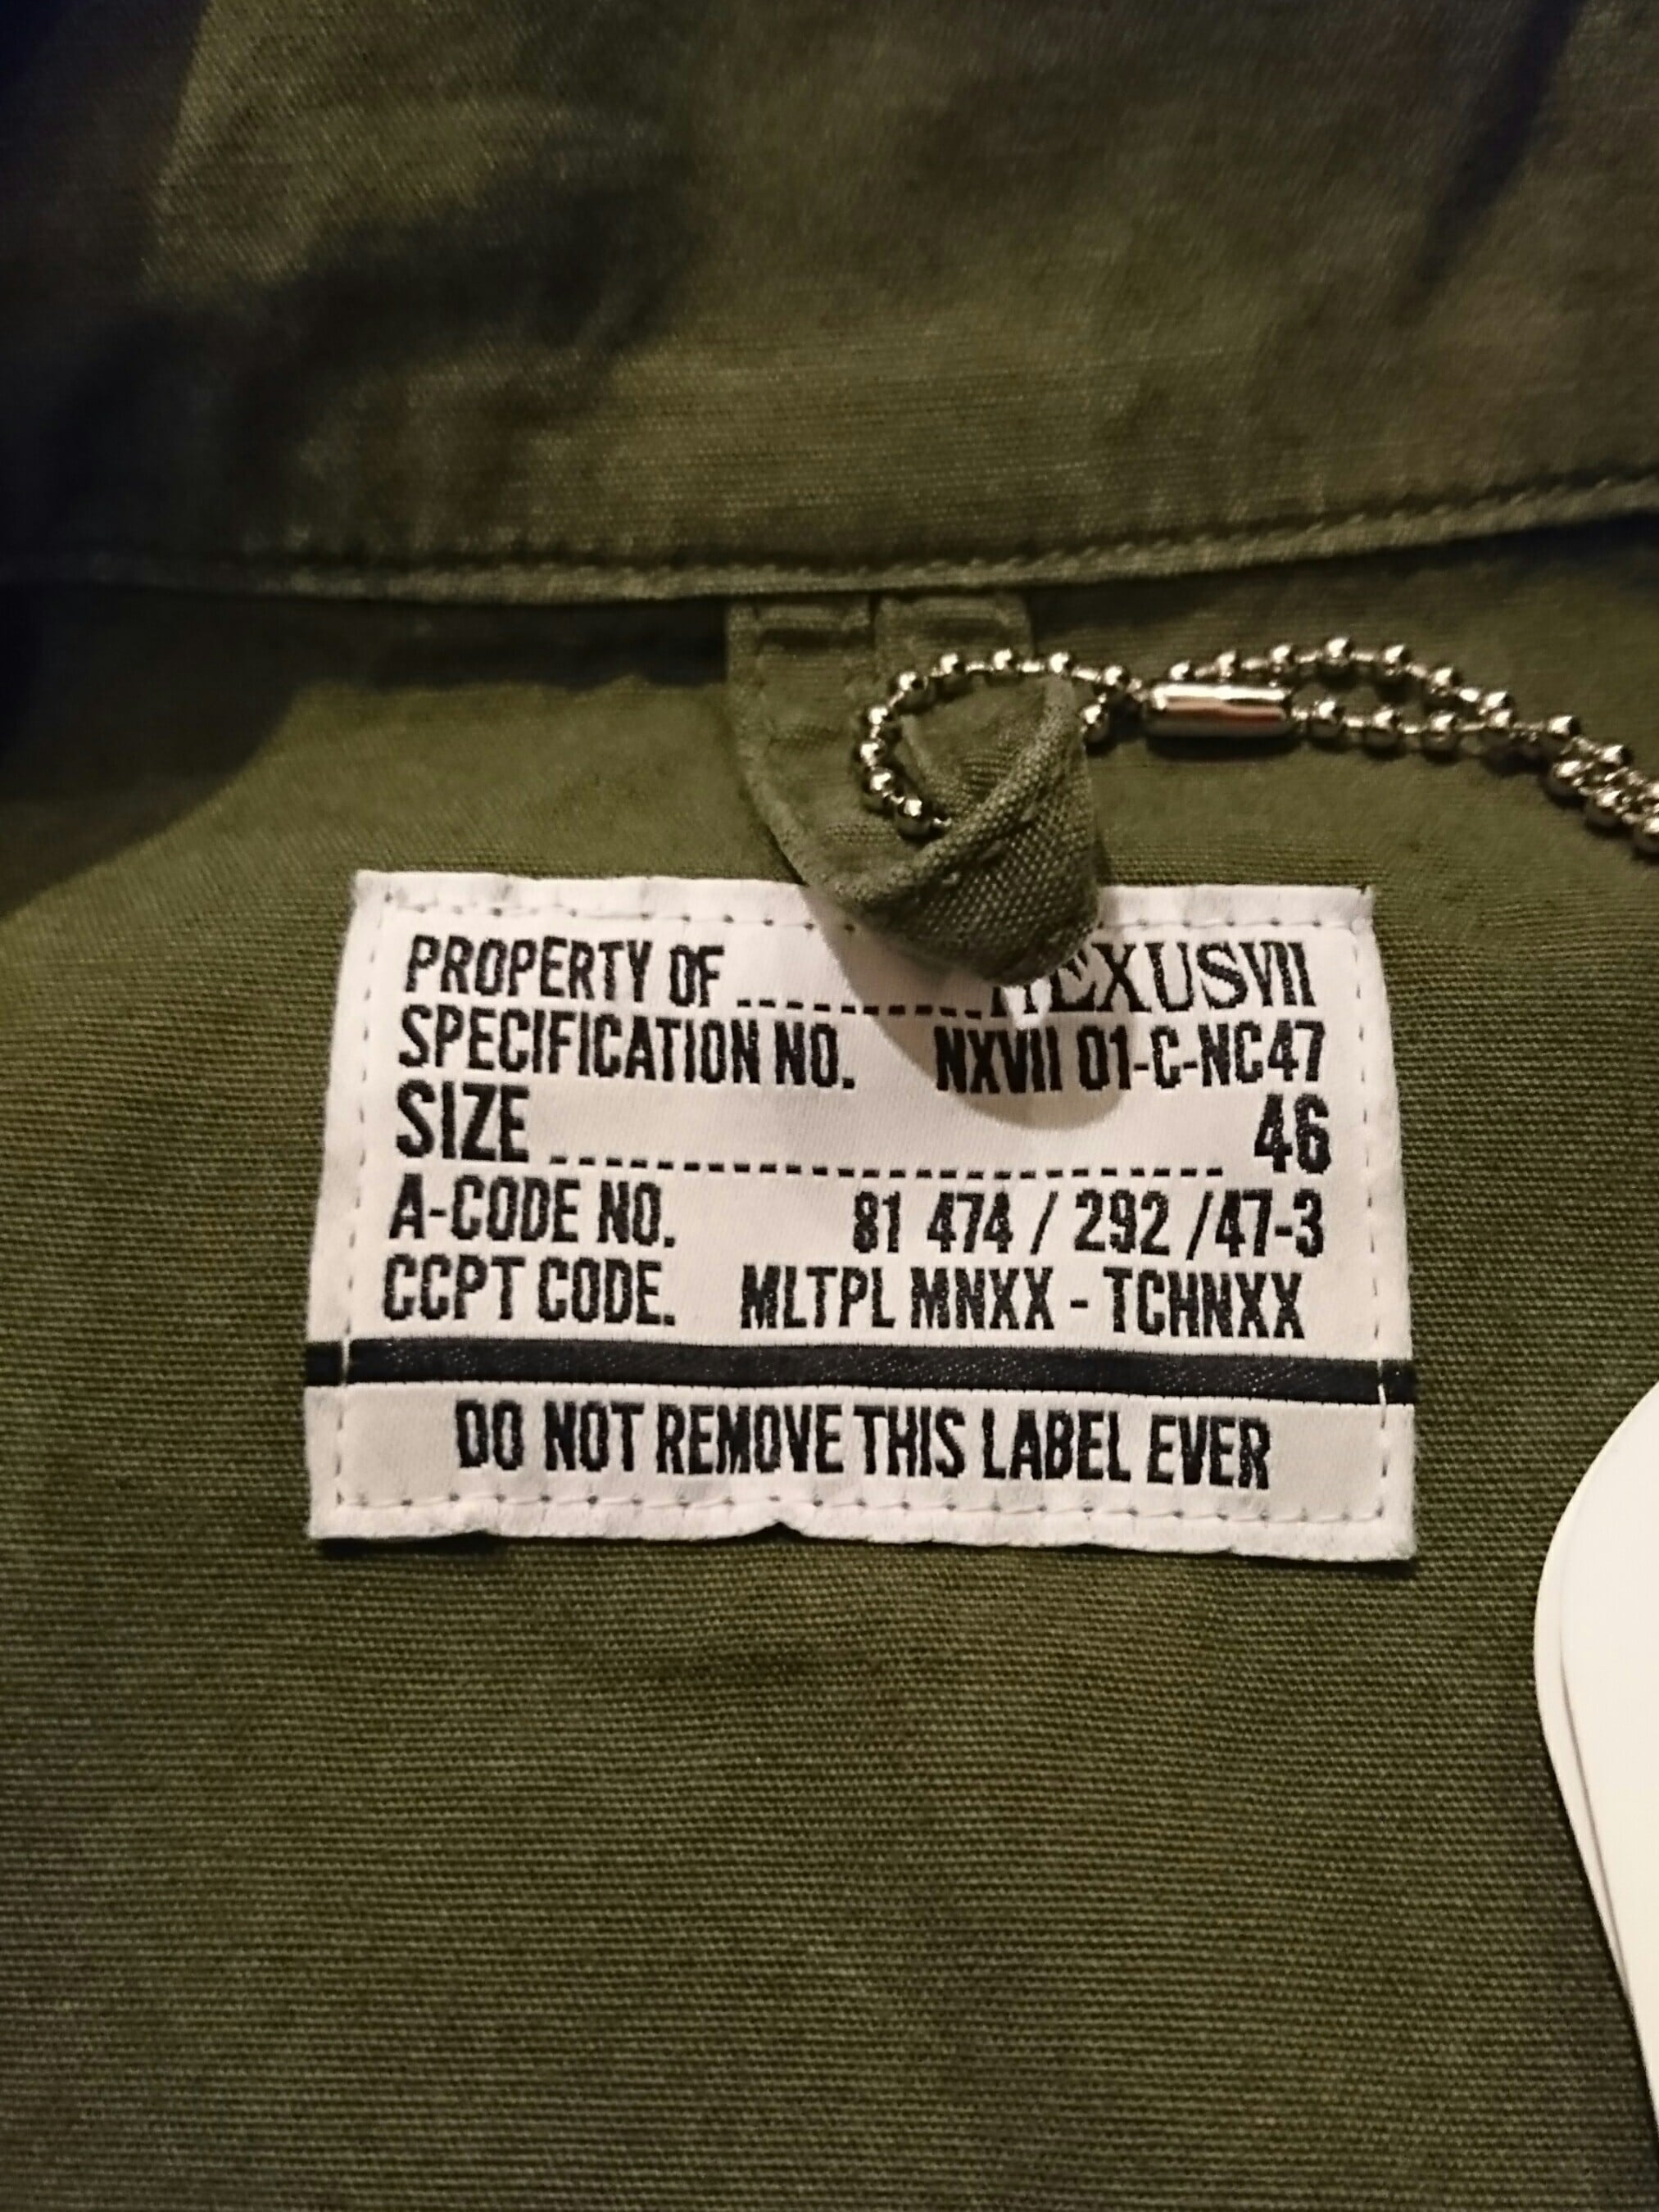 PROPERTY OF NEXUSVII
SPECIFICATION NO. NXVII 01-C-NC47
SIZE 46
A-CODE NO. 81 474 / 292 /47-3
CCPT CODE. MLTPL MNXX - TCHNXX
DO NOT REMOVE THIS LABEL EVER